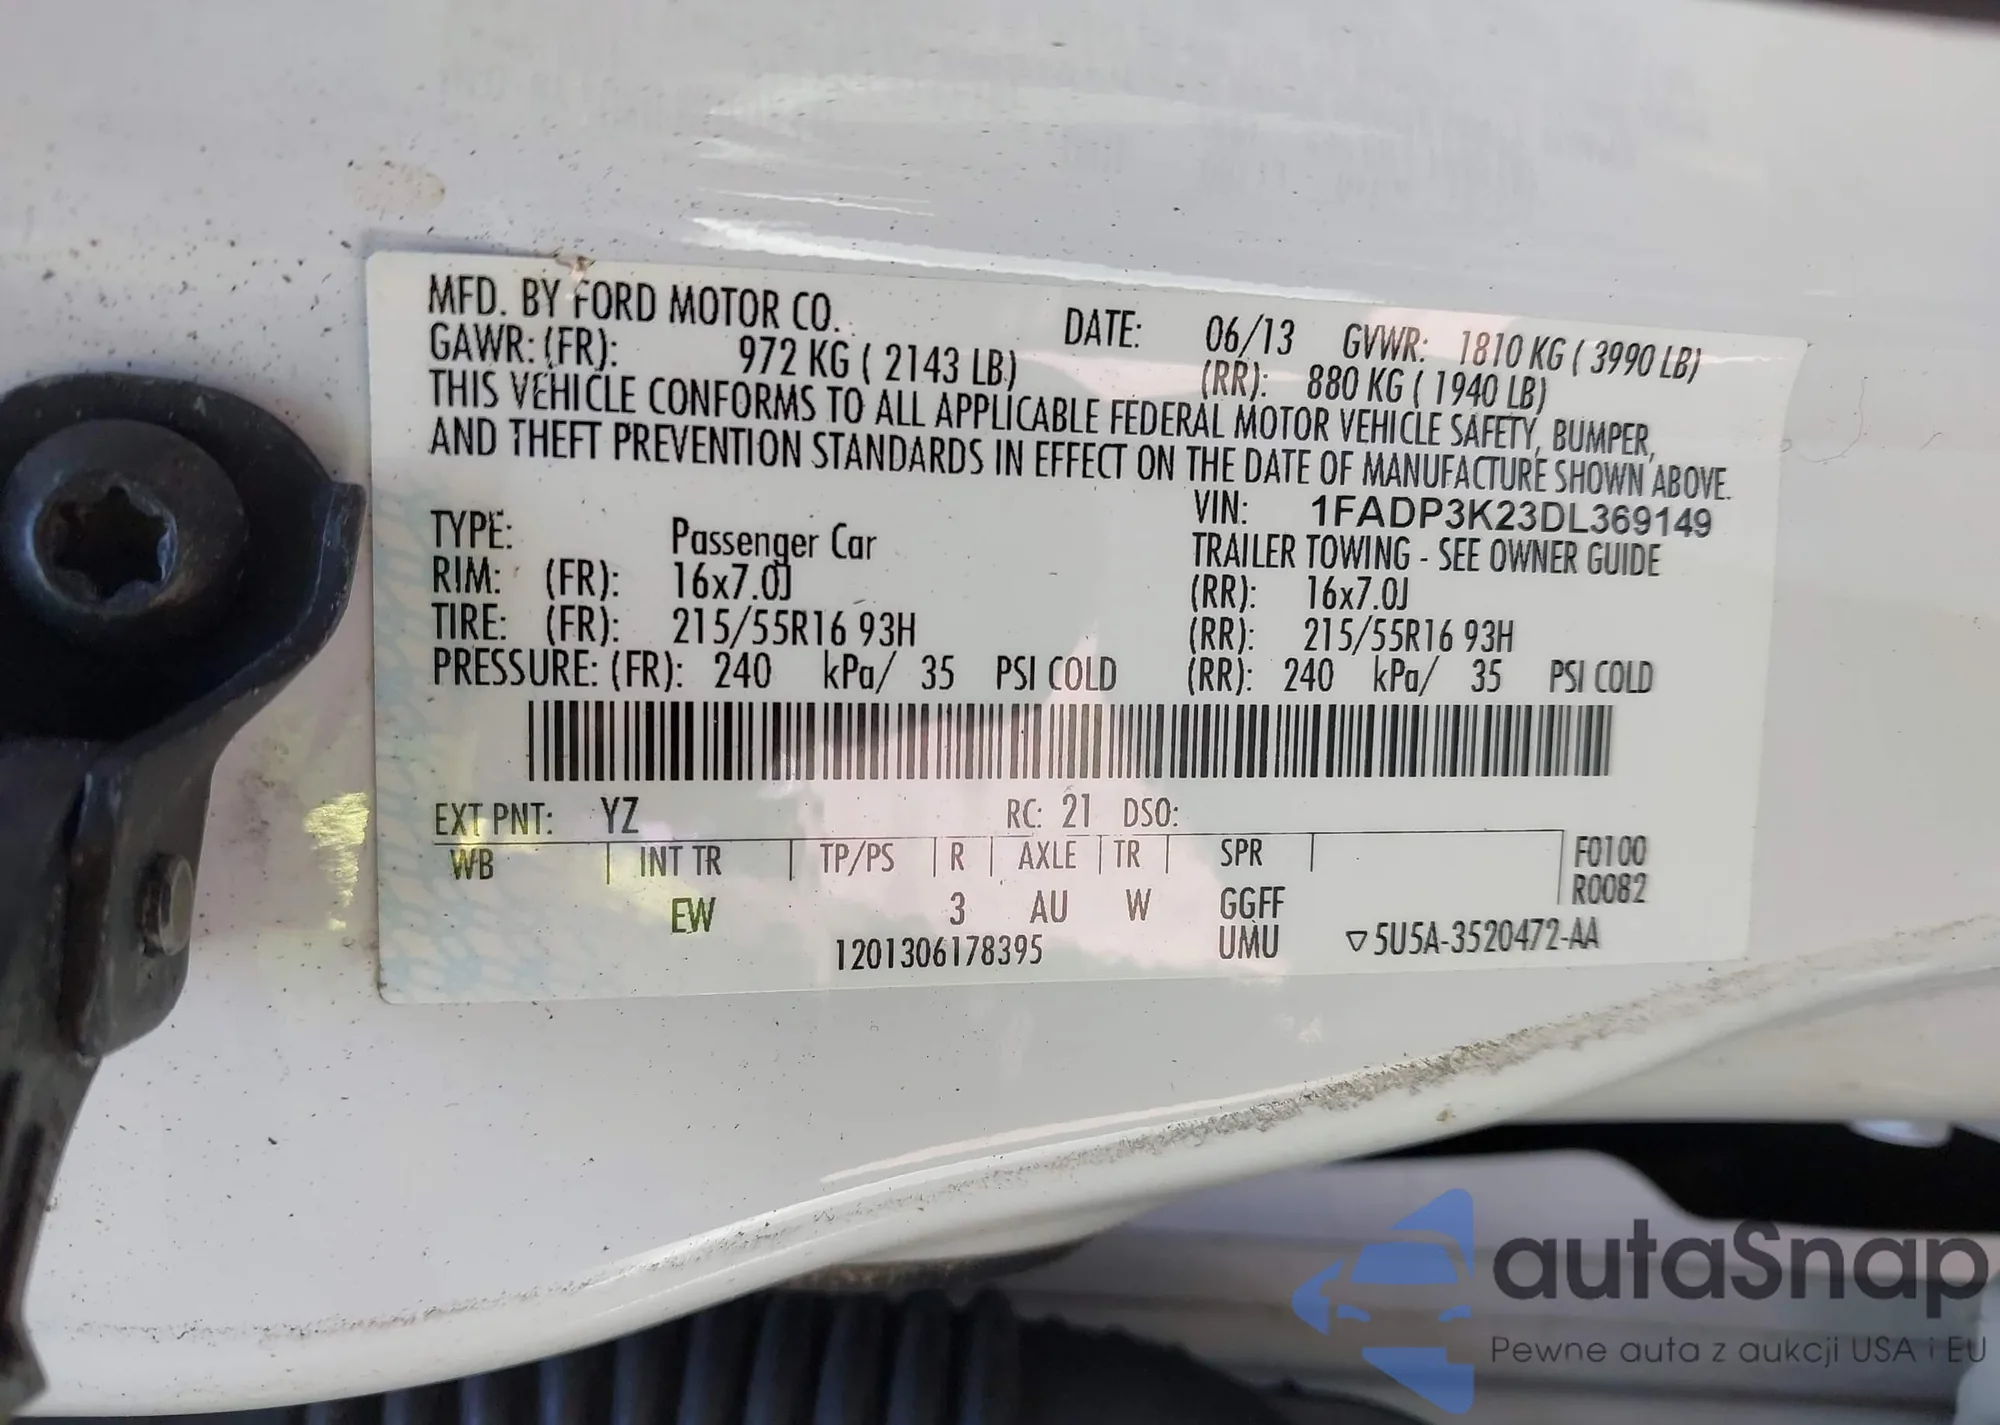 MFD. BY FORD MOTOR CO. DATE: 06/13 GVWR: 1810 KG ( 3990 LB)
GAWR: (FR): 972 KG ( 2143 LB) (RR): 880 KG ( 1940 LB)
THIS VEHICLE CONFORMS TO ALL APPLICABLE FEDERAL MOTOR VEHICLE SAFETY, BUMPER,
AND THEFT PREVENTION STANDARDS IN EFFECT ON THE DATE OF MANUFACTURE SHOWN ABOVE.
VIN: 1FADP3K23DL369149
TYPE: Passenger Car TRAILER TOWING - SEE OWNER GUIDE
RIM: (FR): 16x7.0J (RR): 16x7.0J
TIRE: (FR): 215/55R16 93H (RR): 215/55R16 93H
PRESSURE: (FR): 240 kPa/ 35 PSI COLD (RR): 240 kPa/ 35 PSI COLD
EXT PNT: YZ RC: 21 DSO:
WB INT TR TP/PS R AXLE TR SPR F0100
R0082
EW 3 AU W GGFF
1201306178395 UMU ▽5U5A-3520472-AA
autaSnap
Pewne auta z aukcji USA i EU